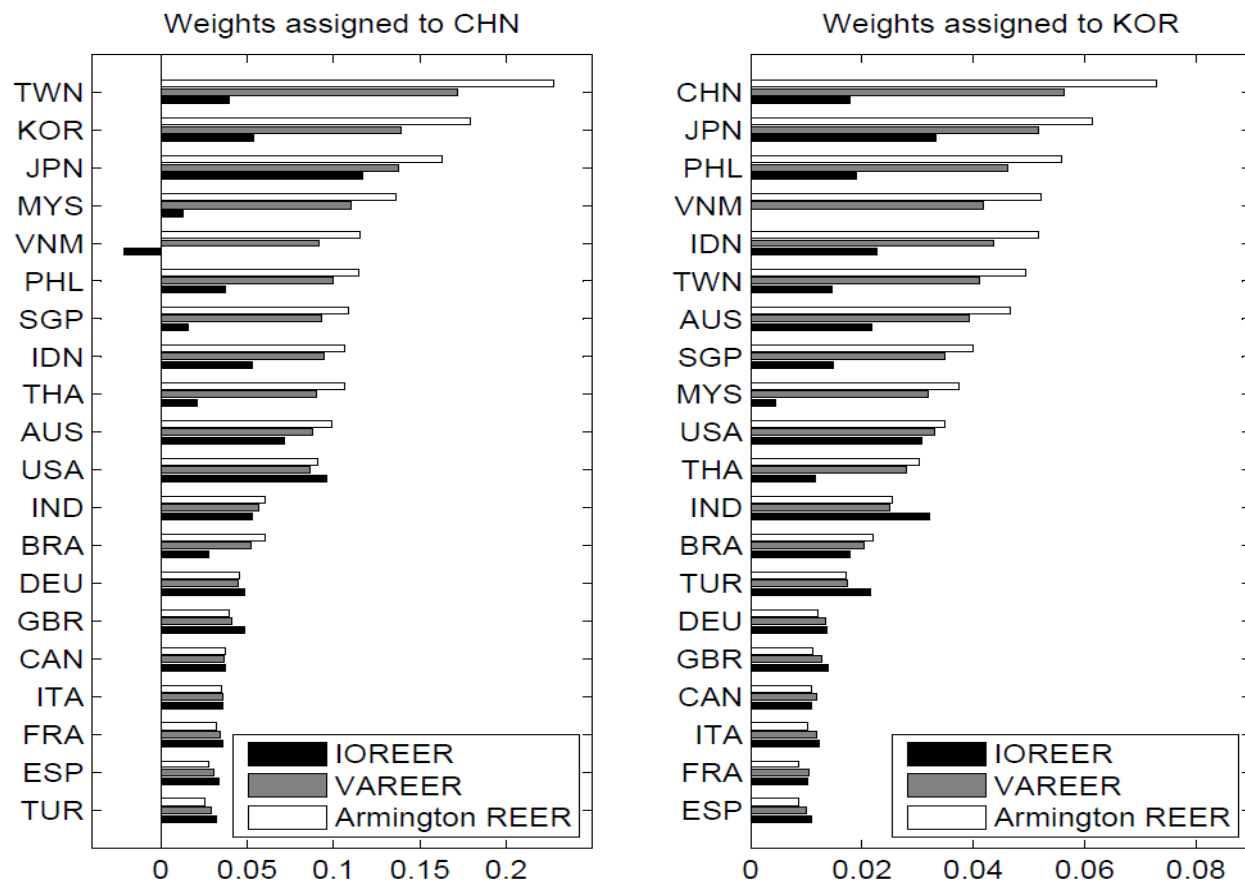 Weights assigned to CHN
TWN
KOR
JPN
MYS
VNM
PHL
SGP
IDN
THA
AUS
USA
IND
BRA
DEU
GBR
CAN
ITA
FRA
ESP
TUR
IOREER
VAREER
Armington REER
0 0.05 0.1 0.15 0.2
Weights assigned to KOR
CHN
JPN
PHL
VNM
IDN
TWN
AUS
SGP
MYS
USA
THA
IND
BRA
TUR
DEU
GBR
CAN
ITA
FRA
ESP
IOREER
VAREER
Armington REER
0 0.02 0.04 0.06 0.08